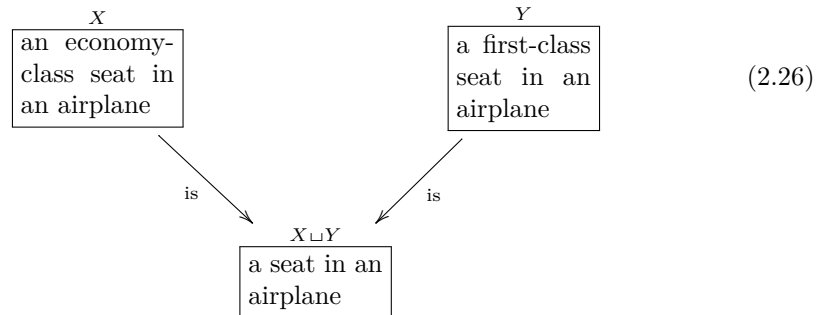 X
an economy-
class seat in
an airplane
Y
a first-class
seat in an
airplane
(2.26)
is
is
X⊔Y
a seat in an
airplane